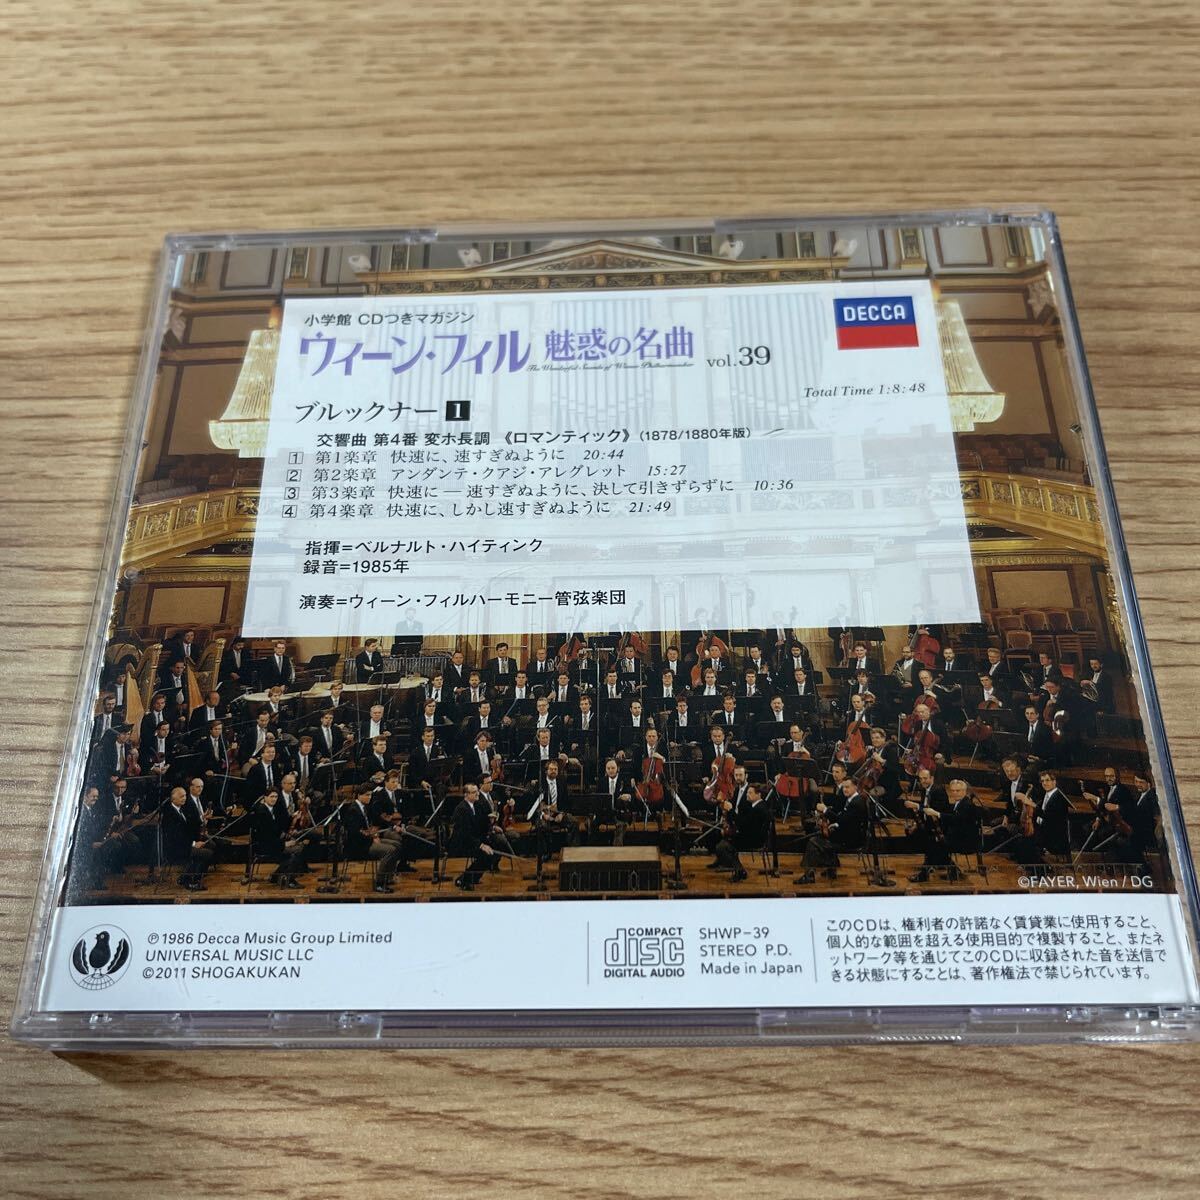 小学館 CDつきマガジン
ウィーン・フィル 魅惑の名曲 vol.39
The Wonderful Sounds of Wiener Philharmoniker
DECCA
Total Time 1:8:48
ブルックナー 1
交響曲 第4番 変ホ長調 《ロマンティック》 (1878/1880年版)
1 第1楽章 快速に、速すぎぬように 20:44
2 第2楽章 アンダンテ・クアジ・アレグレット 15:27
3 第3楽章 快速に — 速すぎぬように、決して引きずらずに 10:36
4 第4楽章 快速に、しかし速すぎぬように 21:49
指揮=ベルナルト・ハイティンク
録音=1985年
演奏=ウィーン・フィルハーモニー管弦楽団
©FAYER, Wien / DG
℗1986 Decca Music Group Limited
UNIVERSAL MUSIC LLC
©2011 SHOGAKUKAN
COMPACT
disc
DIGITAL AUDIO
SHWP-39
STEREO P.D.
Made in Japan
このCDは、権利者の許諾なく賃貸業に使用すること、
個人的な範囲を超える使用目的で複製すること、またネ
ットワーク等を通じてこのCDに収録された音を送信で
きる状態にすることは、著作権法で禁じられています。